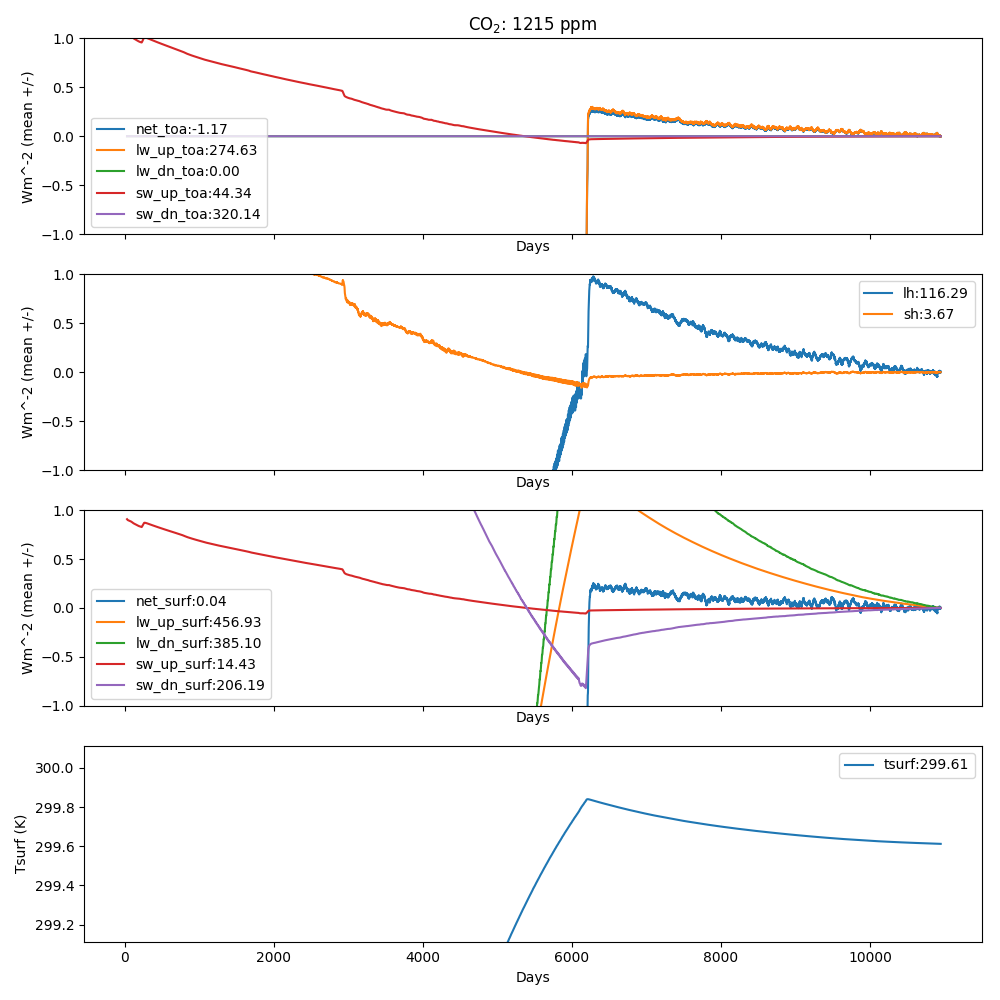 CO₂: 1215 ppm
Wm^-2 (mean +/-)
1.0
0.5
0.0
−0.5
−1.0
net_toa:-1.17
lw_up_toa:274.63
lw_dn_toa:0.00
sw_up_toa:44.34
sw_dn_toa:320.14
Days
Wm^-2 (mean +/-)
1.0
0.5
0.0
−0.5
−1.0
lh:116.29
sh:3.67
Days
Wm^-2 (mean +/-)
1.0
0.5
0.0
−0.5
−1.0
net_surf:0.04
lw_up_surf:456.93
lw_dn_surf:385.10
sw_up_surf:14.43
sw_dn_surf:206.19
Days
Tsurf (K)
300.0
299.8
299.6
299.4
299.2
tsurf:299.61
0 2000 4000 6000 8000 10000
Days